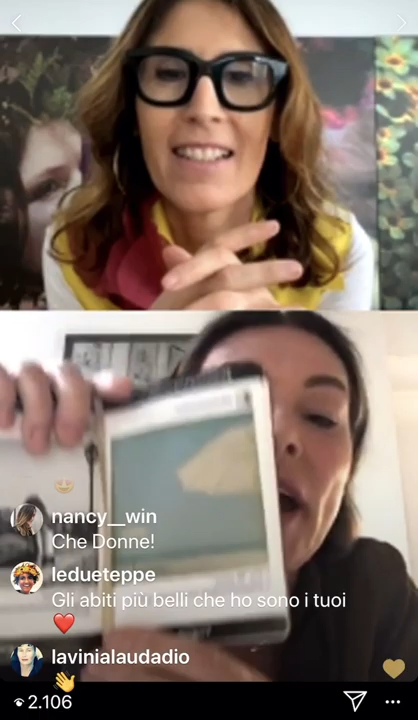 nancy__win
Che Donne!
ledueteppe
Gli abiti più belli che ho sono i tuoi
❤️
lavinialaudadio
👋
2.106